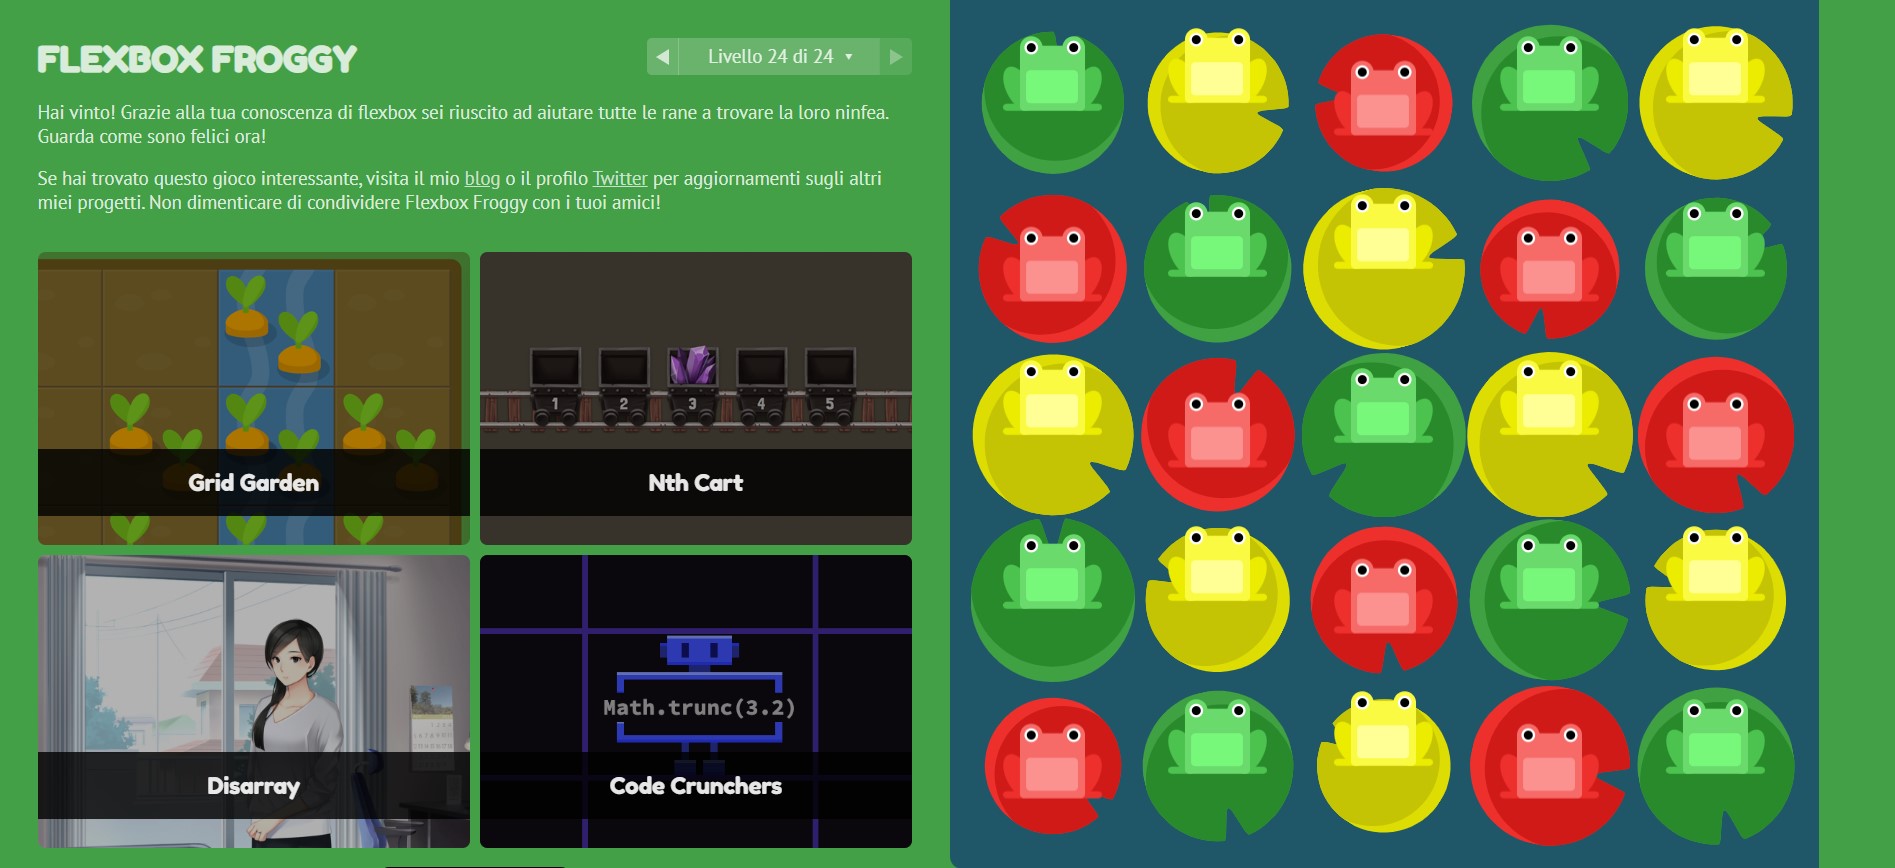 FLEXBOX FROGGY
Livello 24 di 24
Hai vinto! Grazie alla tua conoscenza di flexbox sei riuscito ad aiutare tutte le rane a trovare la loro ninfea.
Guarda come sono felici ora!
Se hai trovato questo gioco interessante, visita il mio blog o il profilo Twitter per aggiornamenti sugli altri
miei progetti. Non dimenticare di condividere Flexbox Froggy con i tuoi amici!
1 2 3 4 5
Grid Garden
Nth Cart
Math.trunc(3.2)
Disarray
Code Crunchers